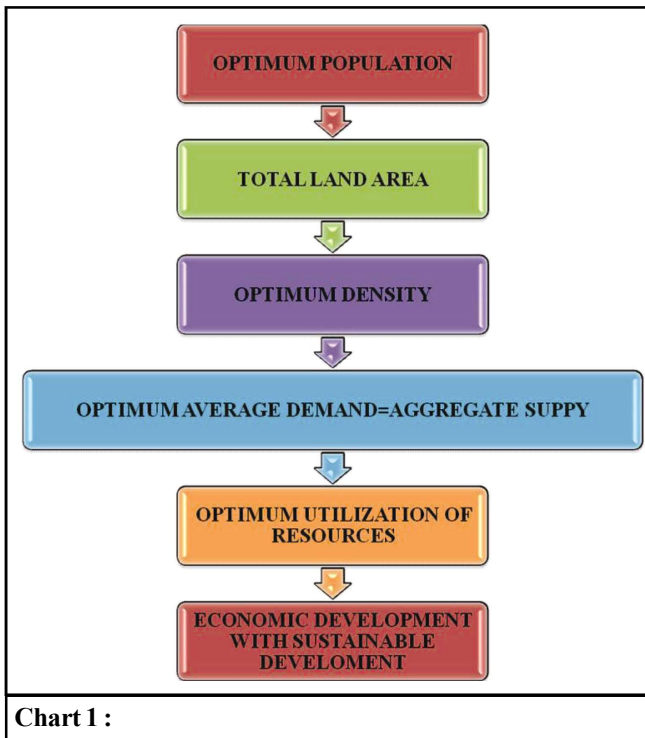 OPTIMUM POPULATION
TOTAL LAND AREA
OPTIMUM DENSITY
OPTIMUM AVERAGE DEMAND=AGGREGATE SUPPY
OPTIMUM UTILIZATION OF
RESOURCES
ECONOMIC DEVELOPMENT
WITH SUSTAINABLE
DEVELOMENT
Chart 1 :